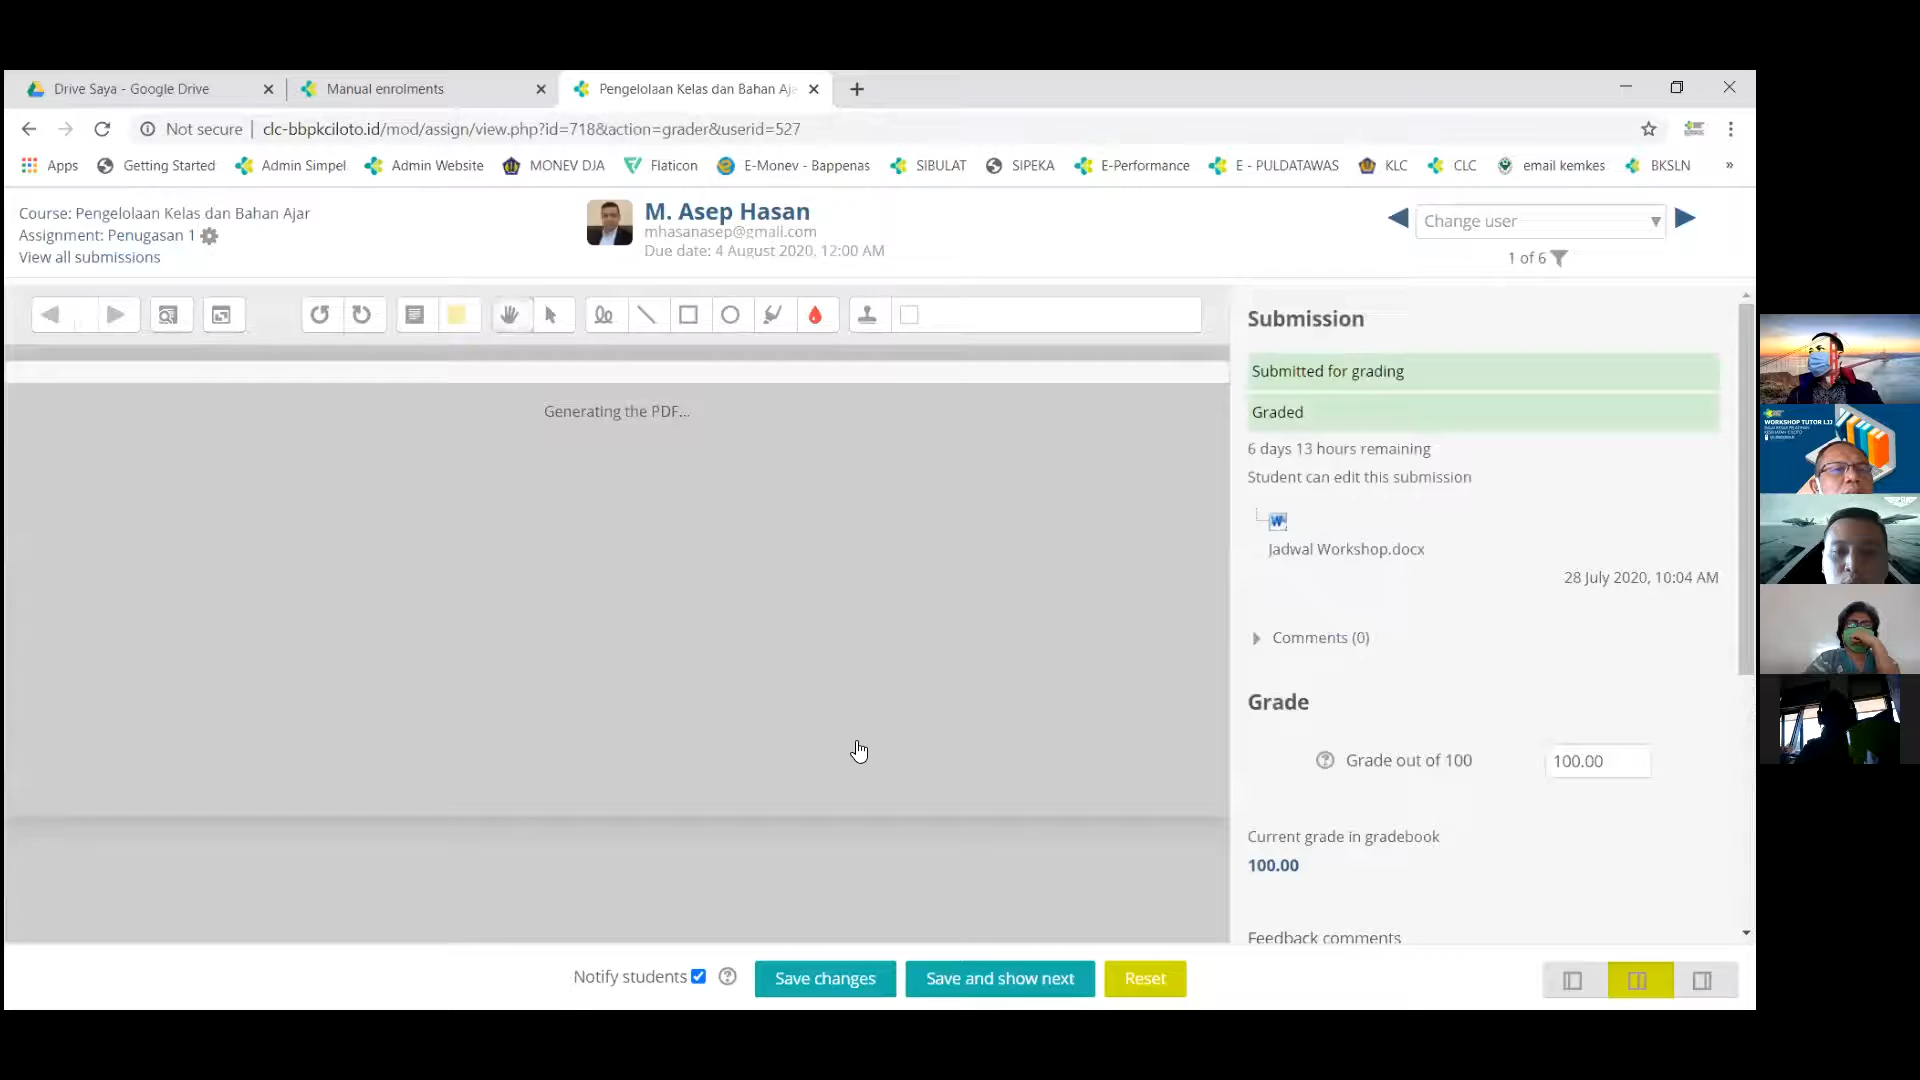 Drive Saya - Google Drive
Manual enrolments
Pengelolaan Kelas dan Bahan Aja
Not secure
clc-bbpkciloto.id/mod/assign/view.php?id=718&action=grader&userid=527
Apps
Getting Started
Admin Simpel
Admin Website
MONEV DJA
Flaticon
E-Monev - Bappenas
SIBULAT
SIPEKA
E-Performance
E - PULDATAWAS
KLC
CLC
email kemkes
BKSLN
»
Course: Pengelolaan Kelas dan Bahan Ajar
Assignment: Penugasan 1
View all submissions
M. Asep Hasan
mhasanasep@gmail.com
Due date: 4 August 2020, 12:00 AM
Change user
1 of 6
Generating the PDF...
Submission
Submitted for grading
Graded
6 days 13 hours remaining
Student can edit this submission
Jadwal Workshop.docx
28 July 2020, 10:04 AM
Comments (0)
Grade
Grade out of 100
100.00
Current grade in gradebook
100.00
Feedback comments
Notify students
Save changes
Save and show next
Reset
WORKSHOP TUTOR LJJ